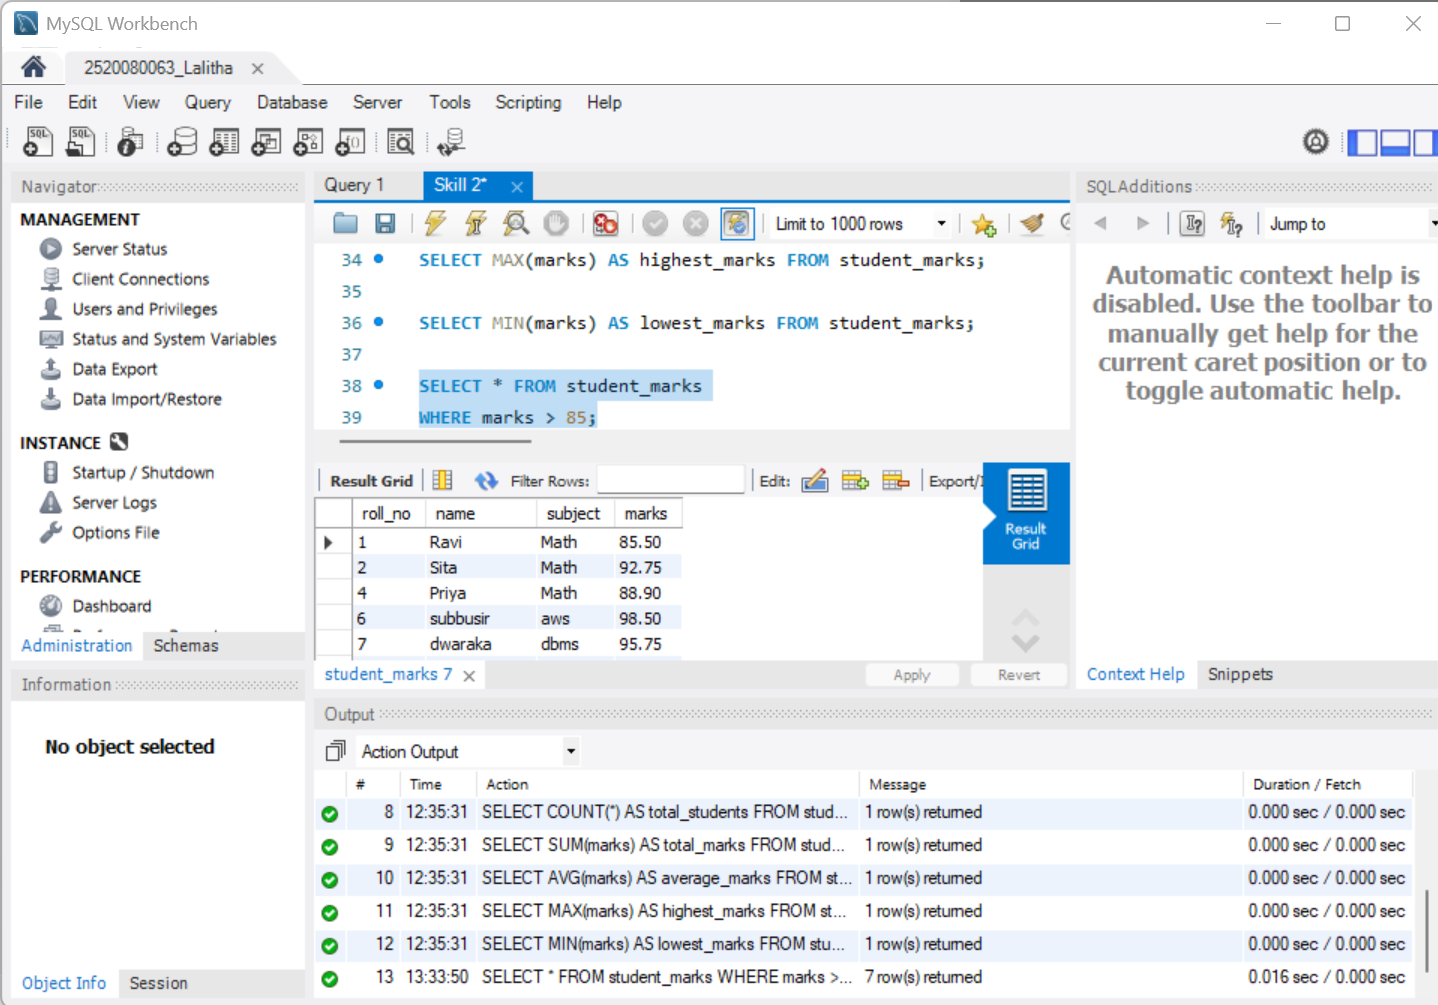 MySQL Workbench
2520080063_Lalitha
File Edit View Query Database Server Tools Scripting Help
Navigator
MANAGEMENT
Server Status
Client Connections
Users and Privileges
Status and System Variables
Data Export
Data Import/Restore
INSTANCE
Startup / Shutdown
Server Logs
Options File
PERFORMANCE
Dashboard
Administration Schemas
Information
No object selected
Object Info Session
Query 1 Skill 2*
Limit to 1000 rows
34 SELECT MAX(marks) AS highest_marks FROM student_marks;
35
36 SELECT MIN(marks) AS lowest_marks FROM student_marks;
37
38 SELECT * FROM student_marks
39 WHERE marks > 85;
Result Grid Filter Rows: Edit: Export/I
roll_no name subject marks
1 Ravi Math 85.50
2 Sita Math 92.75
4 Priya Math 88.90
6 subbusir aws 98.50
7 dwaraka dbms 95.75
Result
Grid
student_marks 7 Apply Revert
SQLAdditions
Jump to
Automatic context help is
disabled. Use the toolbar to
manually get help for the
current caret position or to
toggle automatic help.
Context Help Snippets
Output
Action Output
# Time Action Message Duration / Fetch
8 12:35:31 SELECT COUNT(*) AS total_students FROM stud... 1 row(s) returned 0.000 sec / 0.000 sec
9 12:35:31 SELECT SUM(marks) AS total_marks FROM stud... 1 row(s) returned 0.000 sec / 0.000 sec
10 12:35:31 SELECT AVG(marks) AS average_marks FROM st... 1 row(s) returned 0.000 sec / 0.000 sec
11 12:35:31 SELECT MAX(marks) AS highest_marks FROM st... 1 row(s) returned 0.000 sec / 0.000 sec
12 12:35:31 SELECT MIN(marks) AS lowest_marks FROM stu... 1 row(s) returned 0.000 sec / 0.000 sec
13 13:33:50 SELECT * FROM student_marks WHERE marks >... 7 row(s) returned 0.016 sec / 0.000 sec